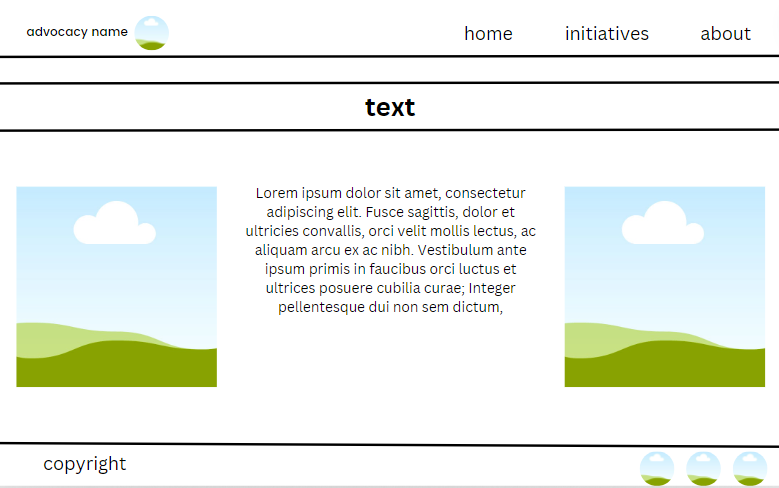 advocacy name
home initiatives about
text
Lorem ipsum dolor sit amet, consectetur
adipiscing elit. Fusce sagittis, dolor et
ultricies convallis, orci velit mollis lectus, ac
aliquam arcu ex ac nibh. Vestibulum ante
ipsum primis in faucibus orci luctus et
ultrices posuere cubilia curae; Integer
pellentesque dui non sem dictum,
copyright